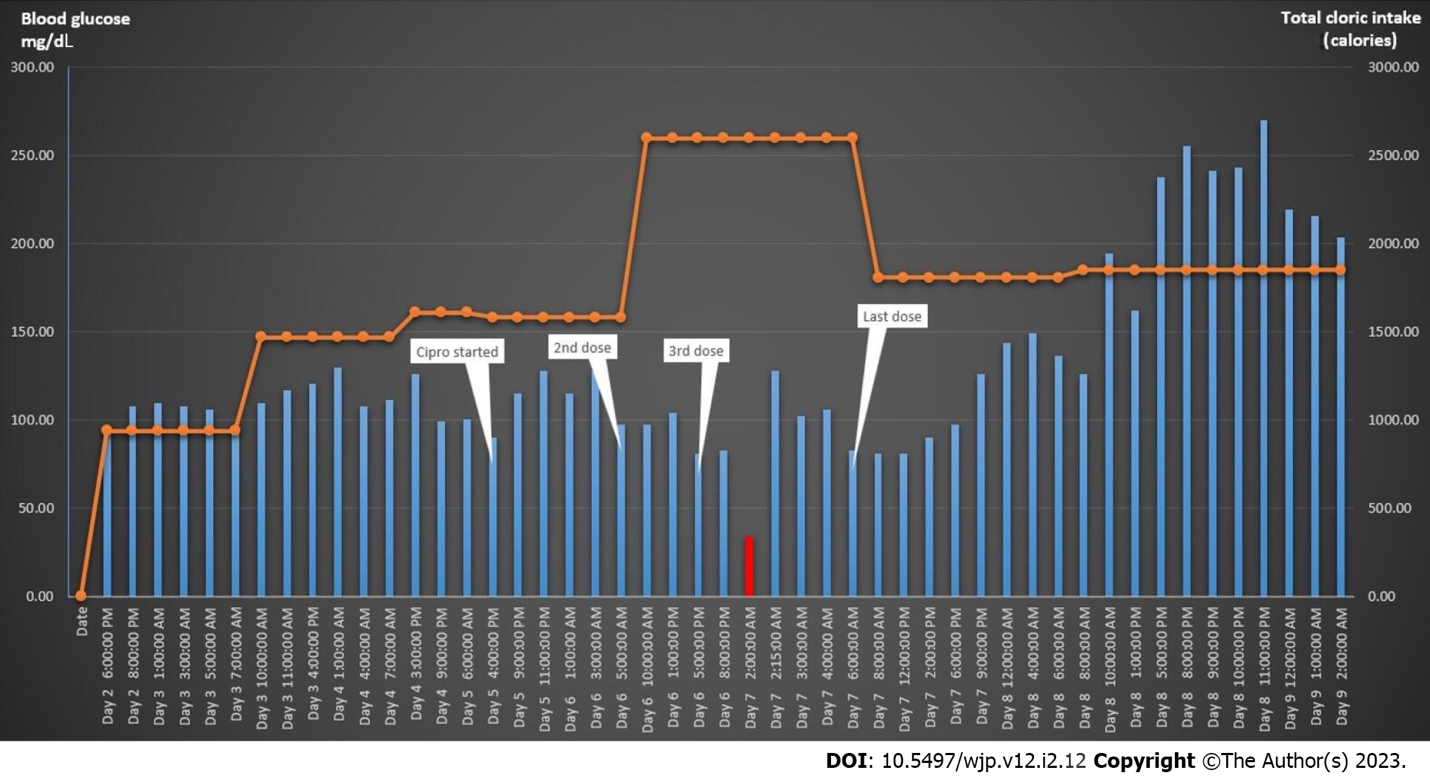 Blood glucose
mg/dL
Total cloric intake
(calories)
300.00
250.00
200.00
150.00
100.00
50.00
0.00
3000.00
2500.00
2000.00
1500.00
1000.00
500.00
0.00
Cipro started
2nd dose
3rd dose
Last dose
Date
Day 2 6:00:00 PM
Day 2 8:00:00 PM
Day 3 1:00:00 AM
Day 3 3:00:00 AM
Day 3 5:00:00 AM
Day 3 7:00:00 AM
Day 3 10:00:00 AM
Day 3 11:00:00 AM
Day 3 4:00:00 PM
Day 4 1:00:00 AM
Day 4 4:00:00 AM
Day 4 7:00:00 AM
Day 4 3:00:00 PM
Day 4 9:00:00 PM
Day 5 6:00:00 AM
Day 5 4:00:00 PM
Day 5 9:00:00 PM
Day 5 11:00:00 PM
Day 6 1:00:00 AM
Day 6 3:00:00 AM
Day 6 5:00:00 AM
Day 6 10:00:00 AM
Day 6 1:00:00 PM
Day 6 5:00:00 PM
Day 6 8:00:00 PM
Day 7 2:00:00 AM
Day 7 2:15:00 AM
Day 7 3:00:00 AM
Day 7 4:00:00 AM
Day 7 6:00:00 AM
Day 7 8:00:00 AM
Day 7 12:00:00 PM
Day 7 2:00:00 PM
Day 7 6:00:00 PM
Day 7 9:00:00 PM
Day 8 12:00:00 AM
Day 8 4:00:00 AM
Day 8 6:00:00 AM
Day 8 8:00:00 AM
Day 8 10:00:00 AM
Day 8 1:00:00 PM
Day 8 5:00:00 PM
Day 8 8:00:00 PM
Day 8 9:00:00 PM
Day 8 10:00:00 PM
Day 8 11:00:00 PM
Day 9 12:00:00 AM
Day 9 1:00:00 AM
Day 9 2:00:00 AM
DOI: 10.5497/wjp.v12.i2.12 Copyright ©The Author(s) 2023.